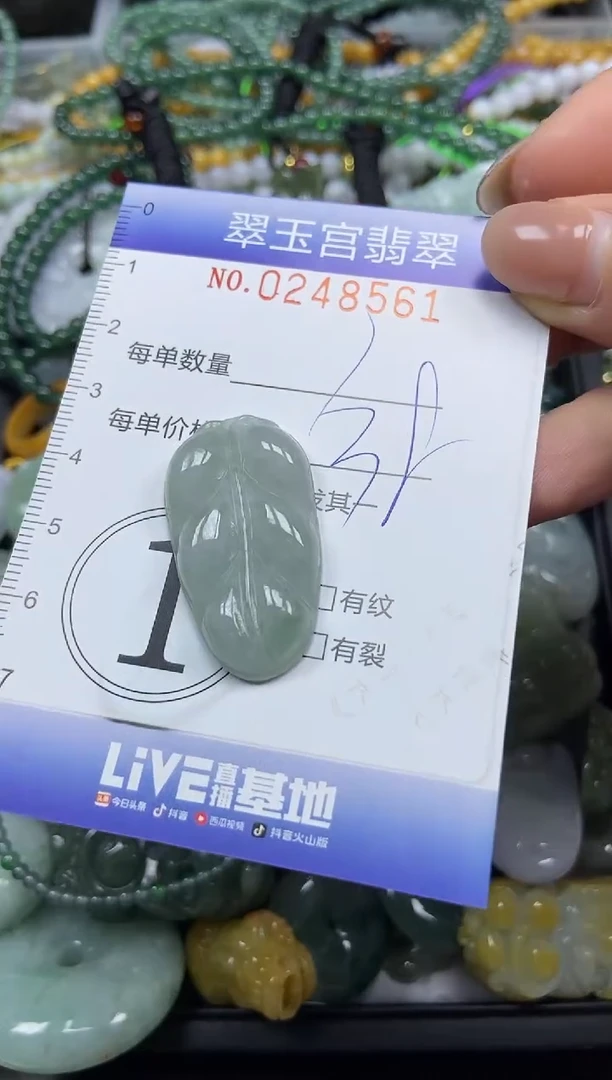 0
翠玉宫翡翠
1
NO.0248561
2
每单数量
3
每单价格
4
发其一
5
1
6
□有纹
□有裂
7
LiVE直播基地
今日头条 抖音 西瓜视频 抖音火山版